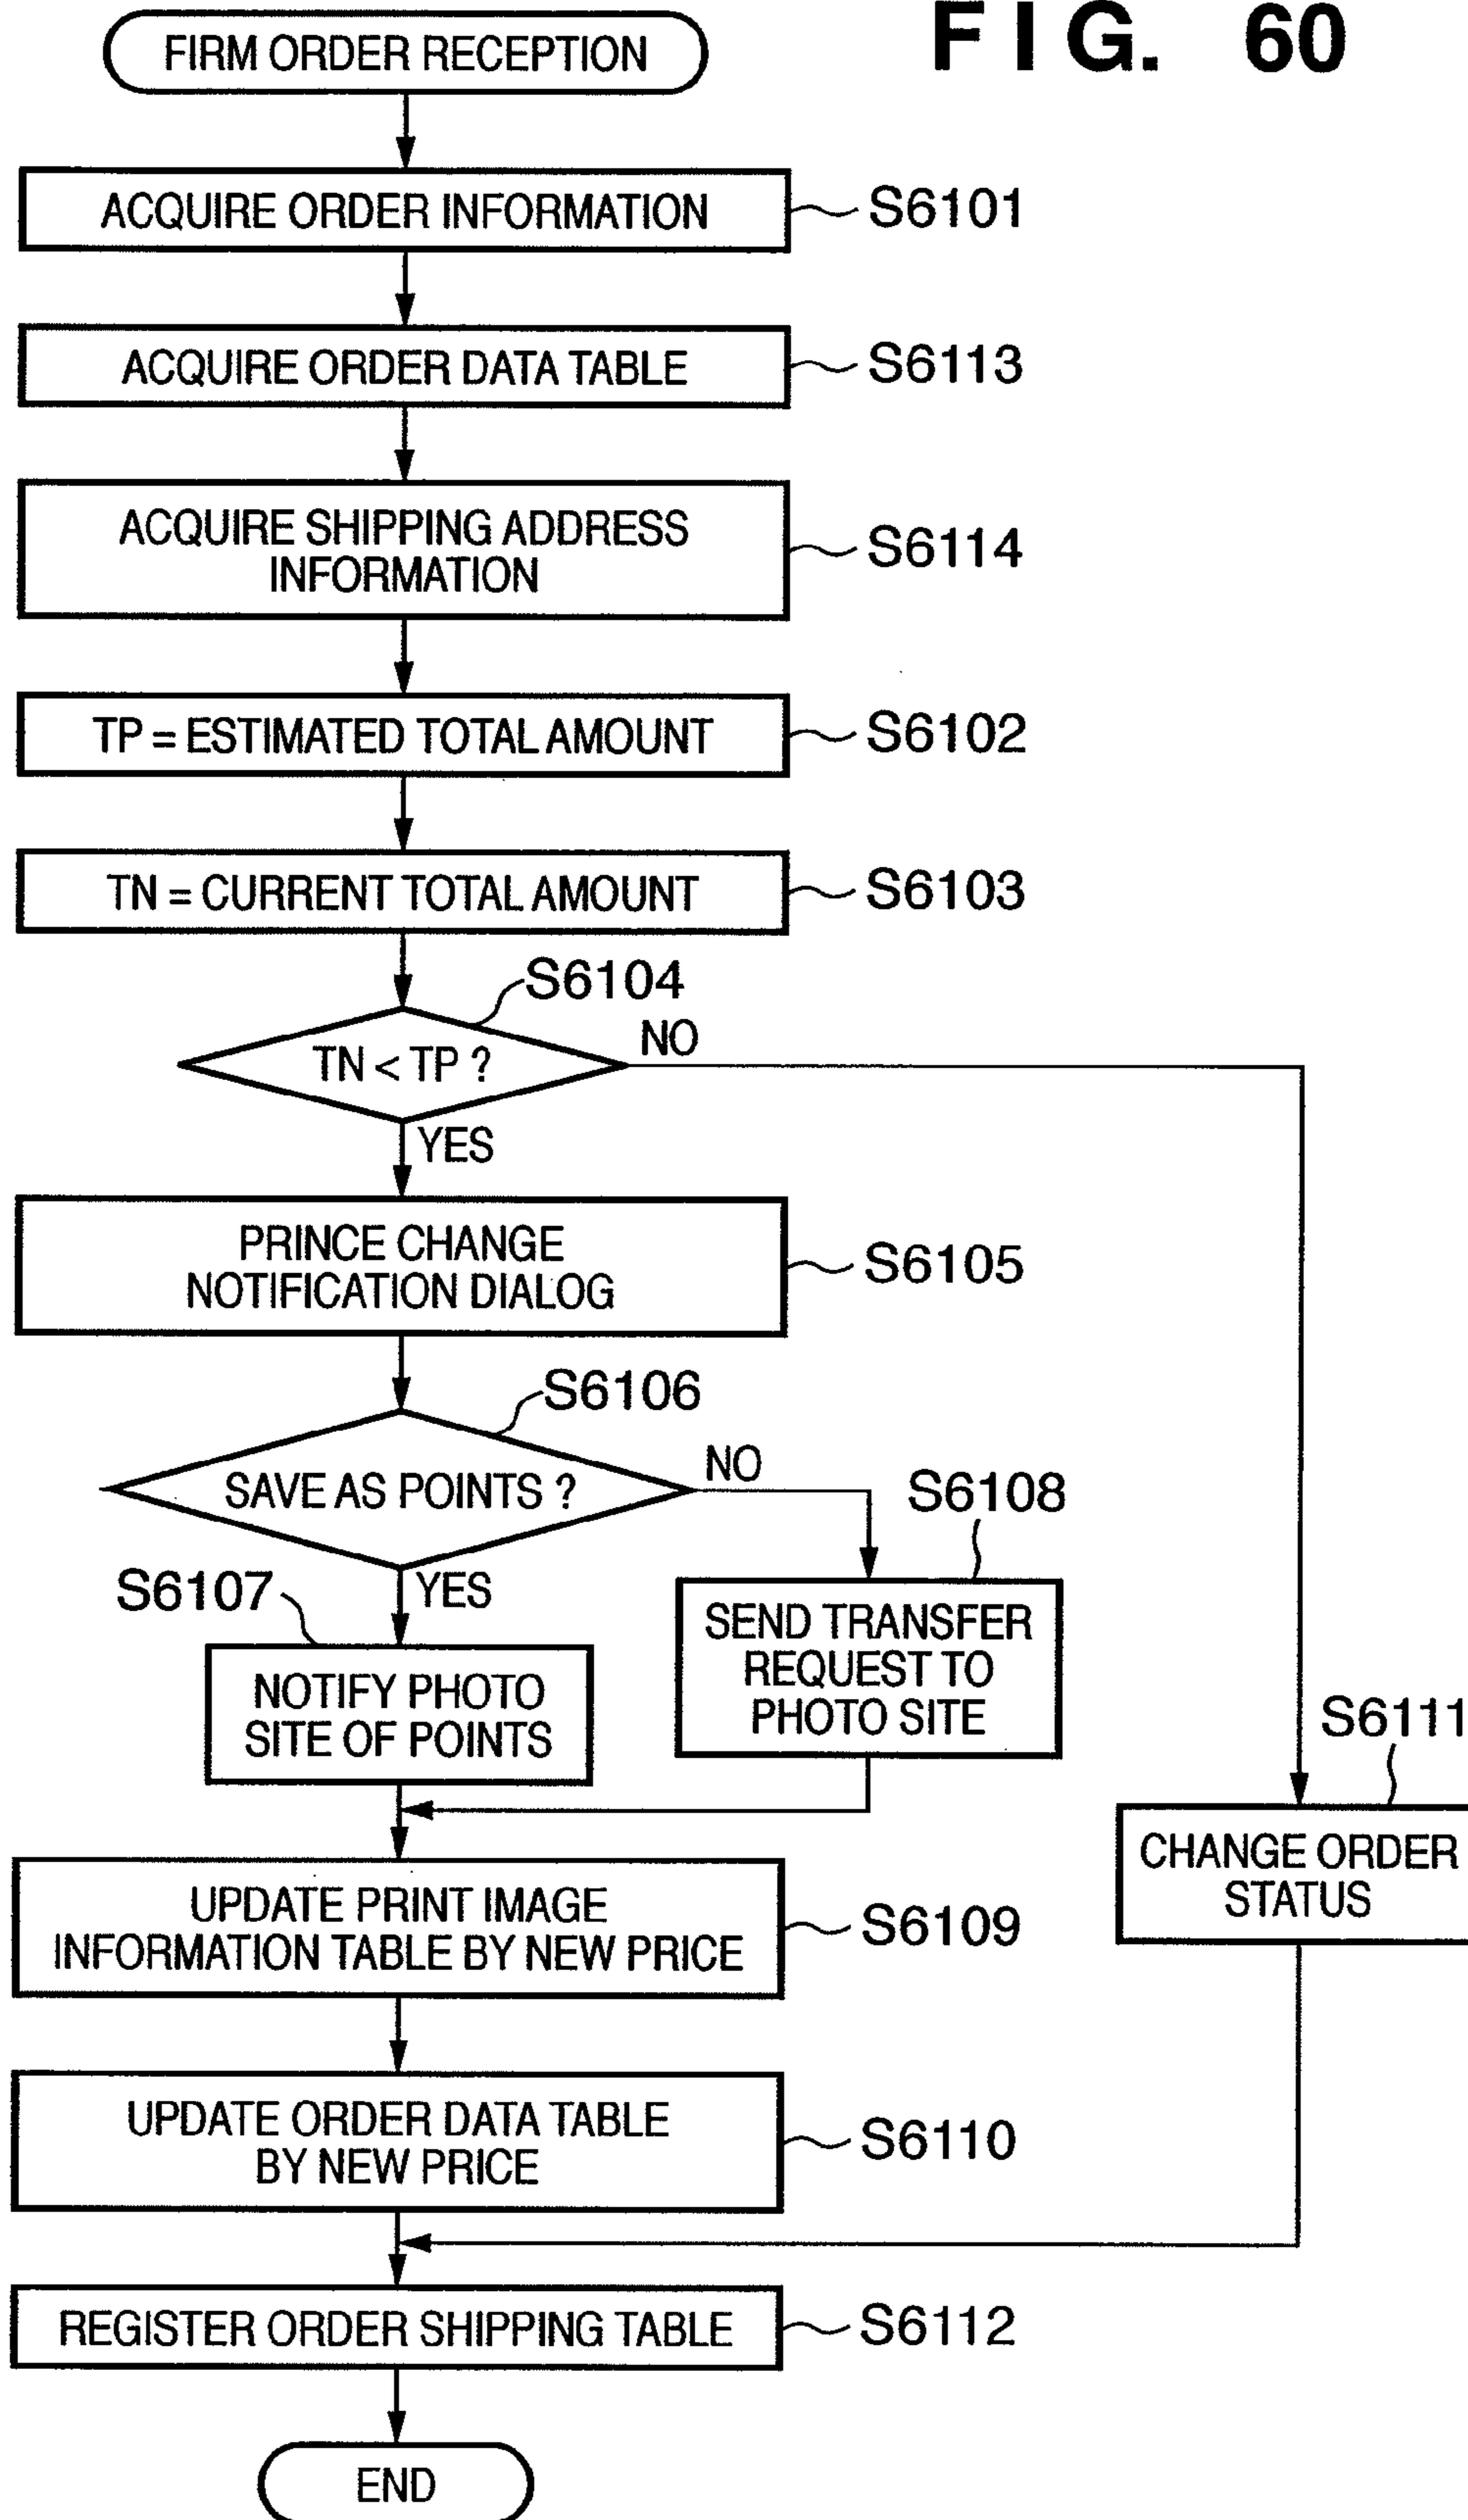 FIG. 60
FIRM ORDER RECEPTION
ACQUIRE ORDER INFORMATION
S6101
ACQUIRE ORDER DATA TABLE
S6113
ACQUIRE SHIPPING ADDRESS
INFORMATION
S6114
TP = ESTIMATED TOTAL AMOUNT
S6102
TN = CURRENT TOTAL AMOUNT
S6103
S6104
TN < TP ?
NO
YES
PRINCE CHANGE
NOTIFICATION DIALOG
S6105
S6106
SAVE AS POINTS ?
NO
YES
S6107
NOTIFY PHOTO
SITE OF POINTS
S6108
SEND TRANSFER
REQUEST TO
PHOTO SITE
S6111
CHANGE ORDER
STATUS
UPDATE PRINT IMAGE
INFORMATION TABLE BY NEW PRICE
S6109
UPDATE ORDER DATA TABLE
BY NEW PRICE
S6110
REGISTER ORDER SHIPPING TABLE
S6112
END